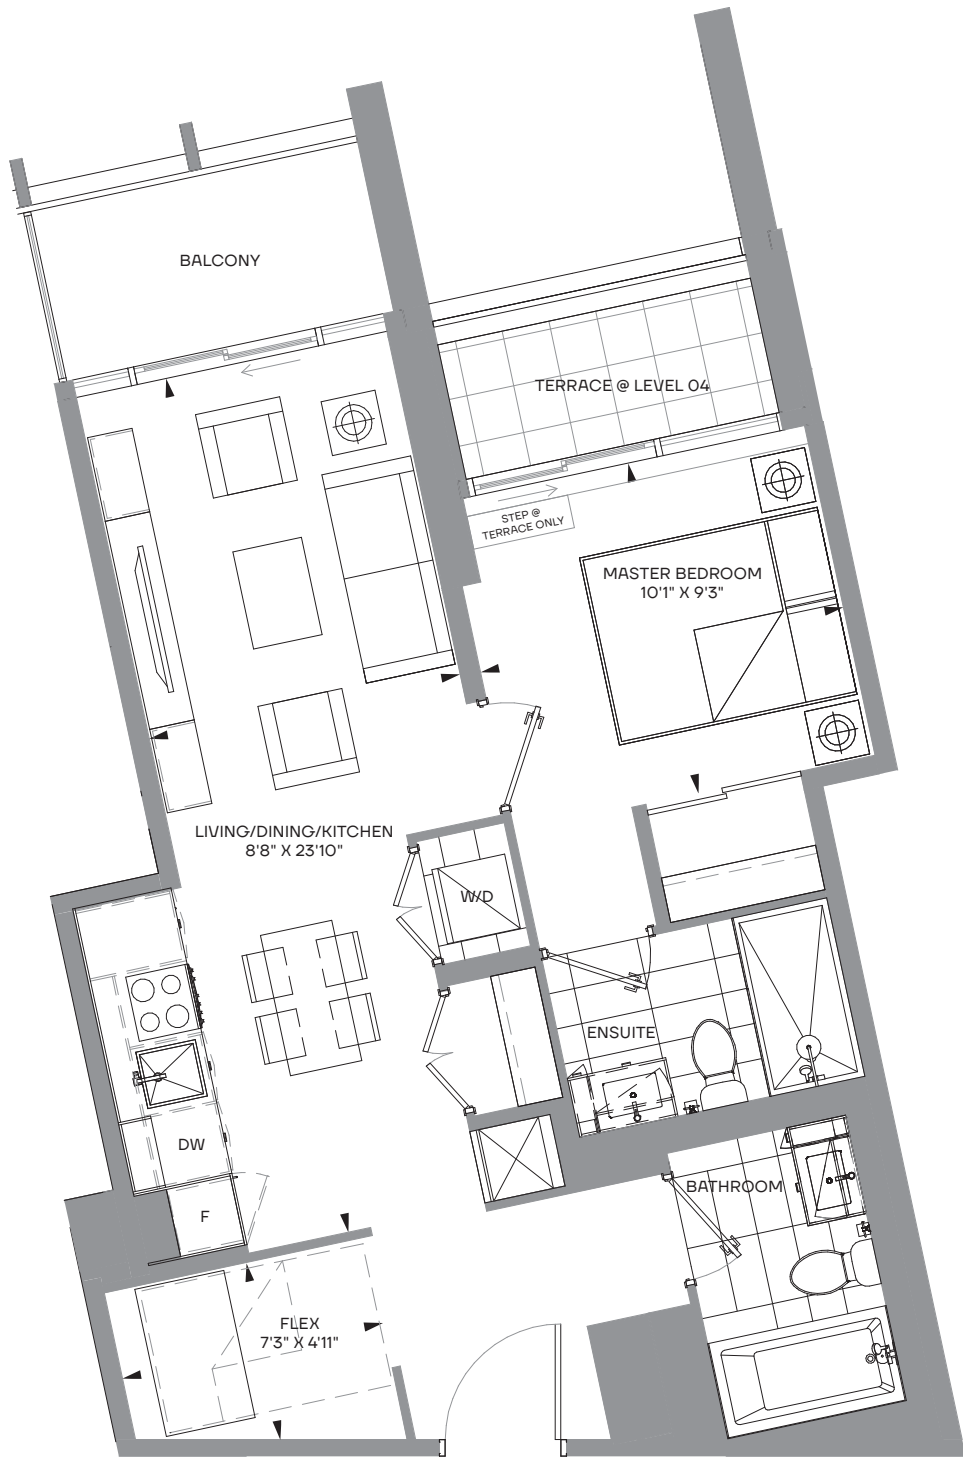 BALCONY
TERRACE @ LEVEL 04
STEP @
TERRACE ONLY
MASTER BEDROOM
10'1" X 9'3"
LIVING/DINING/KITCHEN
8'8" X 23'10"
W/D
ENSUITE
DW
BATHROOM
F
FLEX
7'3" X 4'11"